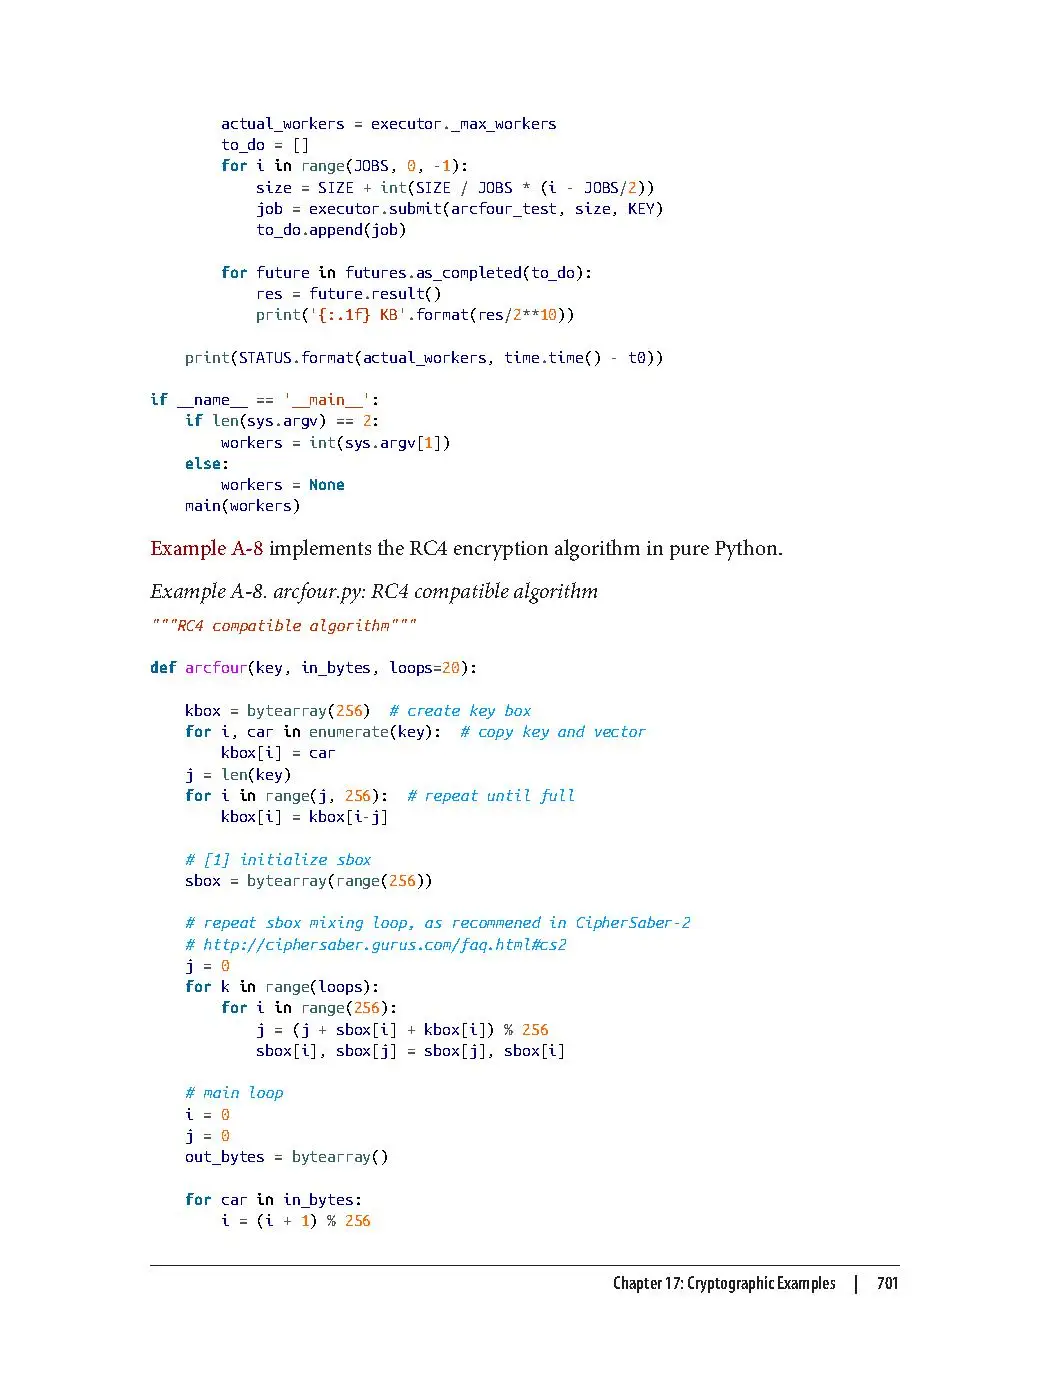 actual_workers = executor._max_workers
        to_do = []
        for i in range(JOBS, 0, -1):
            size = SIZE + int(SIZE / JOBS * (i - JOBS/2))
            job = executor.submit(arcfour_test, size, KEY)
            to_do.append(job)

        for future in futures.as_completed(to_do):
            res = future.result()
            print('{:.1f} KB'.format(res/2**10))

    print(STATUS.format(actual_workers, time.time() - t0))

if __name__ == '__main__':
    if len(sys.argv) == 2:
        workers = int(sys.argv[1])
    else:
        workers = None
    main(workers)

Example A-8 implements the RC4 encryption algorithm in pure Python.

Example A-8. arcfour.py: RC4 compatible algorithm

"""RC4 compatible algorithm"""

def arcfour(key, in_bytes, loops=20):

    kbox = bytearray(256)  # create key box
    for i, car in enumerate(key):  # copy key and vector
        kbox[i] = car
    j = len(key)
    for i in range(j, 256):  # repeat until full
        kbox[i] = kbox[i-j]

    # [1] initialize sbox
    sbox = bytearray(range(256))

    # repeat sbox mixing loop, as recommened in CipherSaber-2
    # http://ciphersaber.gurus.com/faq.html#cs2
    j = 0
    for k in range(loops):
        for i in range(256):
            j = (j + sbox[i] + kbox[i]) % 256
            sbox[i], sbox[j] = sbox[j], sbox[i]

    # main loop
    i = 0
    j = 0
    out_bytes = bytearray()

    for car in in_bytes:
        i = (i + 1) % 256

Chapter 17: Cryptographic Examples | 701